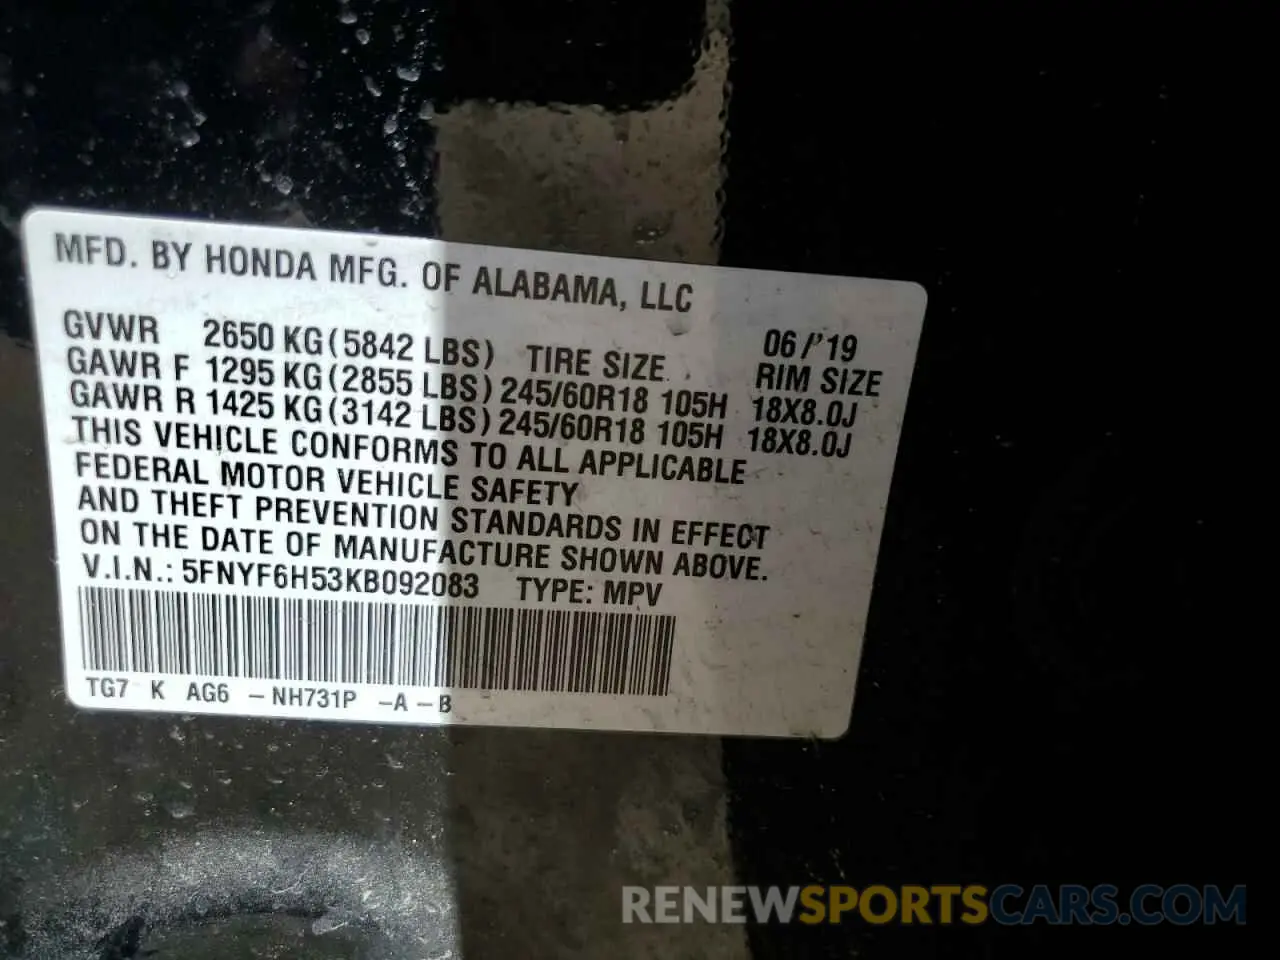 MFD. BY HONDA MFG. OF ALABAMA, LLC
06/'19
GVWR 2650 KG(5842 LBS) TIRE SIZE RIM SIZE
GAWR F 1295 KG(2855 LBS) 245/60R18 105H 18X8.0J
GAWR R 1425 KG(3142 LBS) 245/60R18 105H 18X8.0J
THIS VEHICLE CONFORMS TO ALL APPLICABLE
FEDERAL MOTOR VEHICLE SAFETY
AND THEFT PREVENTION STANDARDS IN EFFECT
ON THE DATE OF MANUFACTURE SHOWN ABOVE.
V.I.N.: 5FNYF6H53KB092083 TYPE: MPV
TG7 K AG6 -NH731P -A-B
RENEWSPORTSCARS.COM